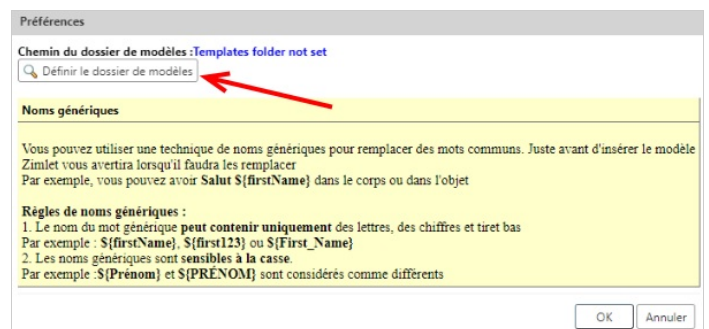 Préférences
Chemin du dossier de modèles :Templates folder not set
Définir le dossier de modèles
Noms génériques
Vous pouvez utiliser une technique de noms génériques pour remplacer des mots communs. Juste avant d'insérer le modèle
Zimlet vous avertira lorsqu'il faudra les remplacer
Par exemple, vous pouvez avoir Salut ${firstName} dans le corps ou dans l'objet
Règles de noms génériques :
1. Le nom du mot générique peut contenir uniquement des lettres, des chiffres et tiret bas
Par exemple : ${firstName}, ${first123} ou ${First_Name}
2. Les noms génériques sont sensibles à la casse.
Par exemple :${Prénom} et ${PRÉNOM} sont considérés comme différents
OK Annuler